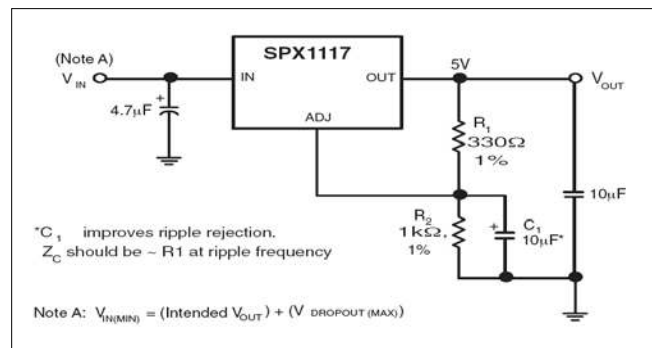 SPX1117
(Note A)
V IN
IN
OUT
5V
V OUT
4.7µF
+
ADJ
R1
330Ω
1%
10µF
R2
1kΩ,
1%
+
C1
10µF*
*C1 improves ripple rejection.
ZC should be ~ R1 at ripple frequency
Note A: VIN(MIN) = (Intended VOUT) + (V DROPOUT (MAX))